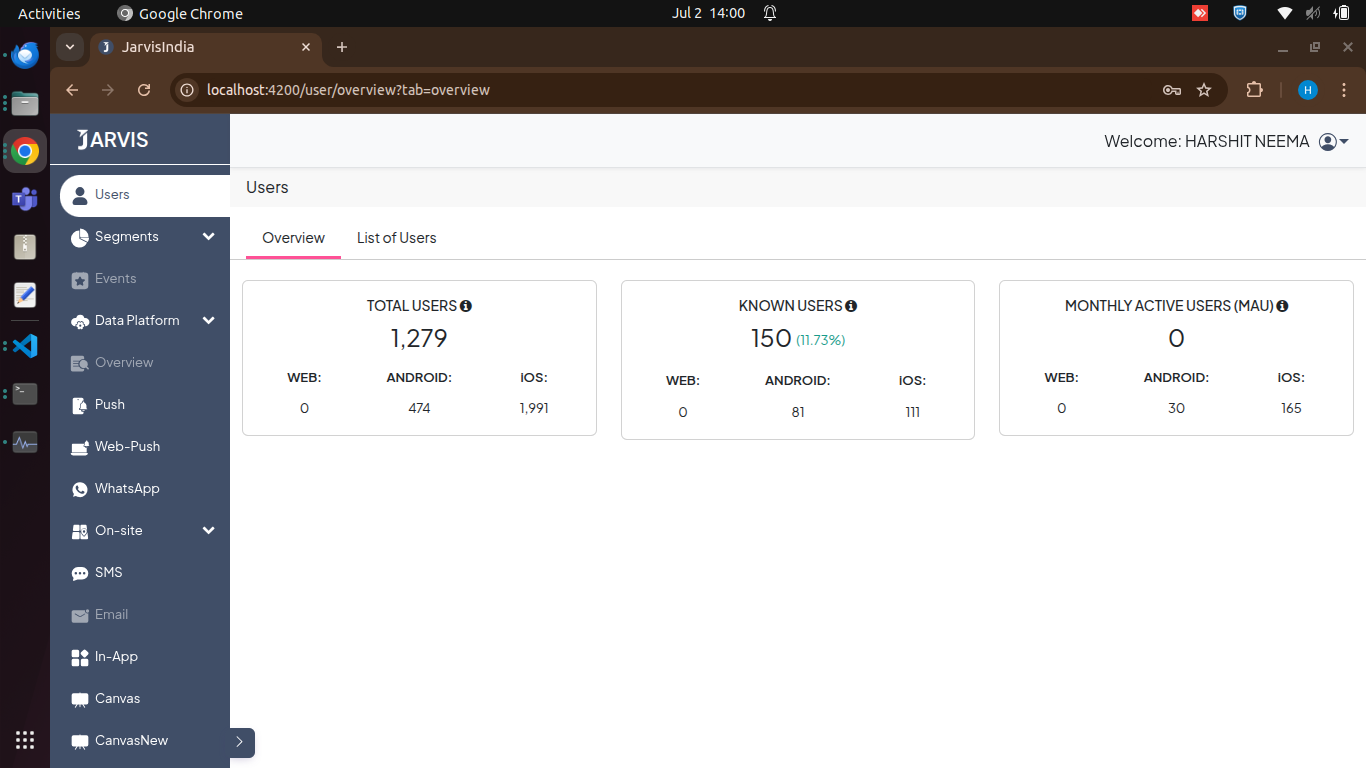 Activities
Google Chrome
Jul 2 14:00
JarvisIndia
localhost:4200/user/overview?tab=overview
H
JARVIS
Welcome: HARSHIT NEEMA
Users
Segments
Events
Data Platform
Overview
Push
Web-Push
WhatsApp
On-site
SMS
Email
In-App
Canvas
CanvasNew
Users
Overview
List of Users
TOTAL USERS
1,279
WEB: ANDROID: IOS:
0 474 1,991
KNOWN USERS
150 (11.73%)
WEB: ANDROID: IOS:
0 81 111
MONTHLY ACTIVE USERS (MAU)
0
WEB: ANDROID: IOS:
0 30 165